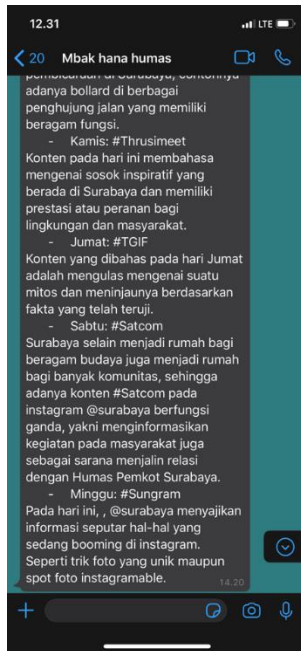 12.31
LTE
20 Mbak hana humas
pembicaraan di Surabaya, contohnya
adanya bollard di berbagai
penghujung jalan yang memiliki
beragam fungsi.
- Kamis: #Thrusimeet
Konten pada hari ini membahasa
mengenai sosok inspiratif yang
berada di Surabaya dan memiliki
prestasi atau peranan bagi
lingkungan dan masyarakat.
- Jumat: #TGIF
Konten yang dibahas pada hari Jumat
adalah mengulas mengenai suatu
mitos dan meninjaunya berdasarkan
fakta yang telah teruji.
- Sabtu: #Satcom
Surabaya selain menjadi rumah bagi
beragam budaya juga menjadi rumah
bagi banyak komunitas, sehingga
adanya konten #Satcom pada
instagram @surabaya berfungsi
ganda, yakni menginformasikan
kegiatan pada masyarakat juga
sebagai sarana menjalin relasi
dengan Humas Pemkot Surabaya.
- Minggu: #Sungram
Pada hari ini, , @surabaya menyajikan
informasi seputar hal-hal yang
sedang booming di instagram.
Seperti trik foto yang unik maupun
spot foto instagramable.
14.20